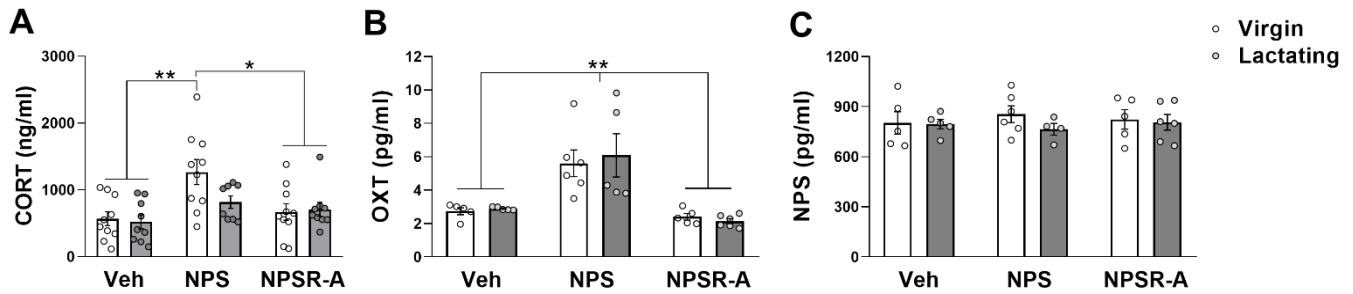 A
CORT (ng/ml)
3000
2000
1000
0
**
*
Veh
NPS
NPSR-A
B
OXT (pg/ml)
12
10
8
6
4
2
0
**
Veh
NPS
NPSR-A
C
NPS (pg/ml)
1200
900
600
300
0
Veh
NPS
NPSR-A
Virgin
Lactating